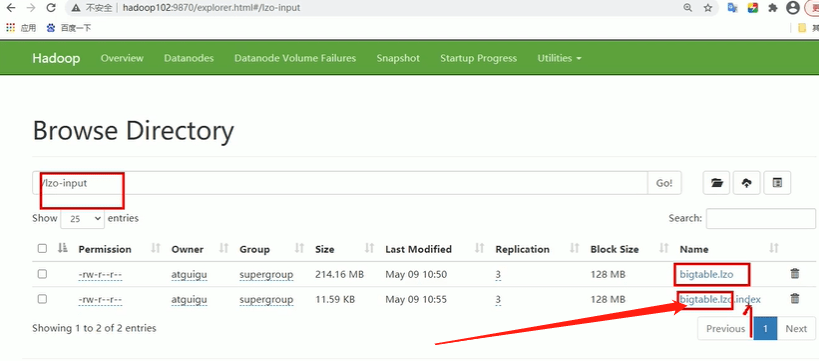 不安全 | hadoop102:9870/explorer.html#/lzo-input
应用 百度一下
Hadoop Overview Datanodes Datanode Volume Failures Snapshot Startup Progress Utilities
Browse Directory
/lzo-input Go!
Show 25 entries Search:
Permission Owner Group Size Last Modified Replication Block Size Name
-rw-r--r-- atguigu supergroup 214.16 MB May 09 10:50 3 128 MB bigtable.lzo
-rw-r--r-- atguigu supergroup 11.59 KB May 09 10:55 3 128 MB bigtable.lzo.index
Showing 1 to 2 of 2 entries Previous 1 Next